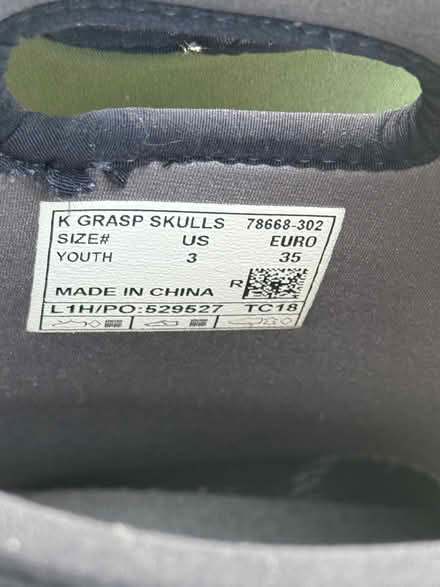 K GRASP SKULLS 78668-302
SIZE# US EURO
YOUTH 3 35
R
MADE IN CHINA
L1H/PO:529527 TC18